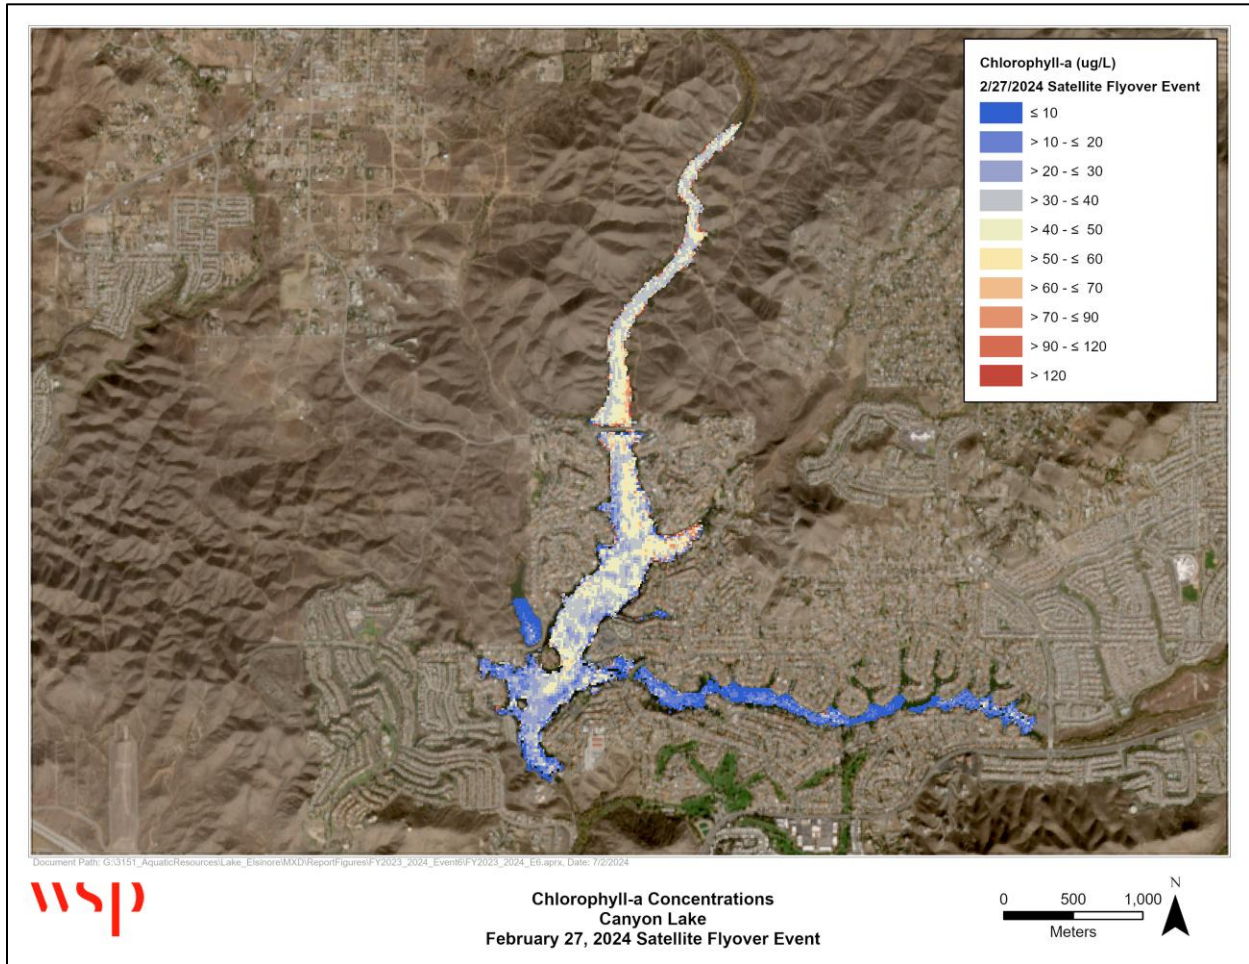 Chlorophyll-a (ug/L)
2/27/2024 Satellite Flyover Event
≤ 10
> 10 - ≤ 20
> 20 - ≤ 30
> 30 - ≤ 40
> 40 - ≤ 50
> 50 - ≤ 60
> 60 - ≤ 70
> 70 - ≤ 90
> 90 - ≤ 120
> 120
Document Path: G:\3151_AquaticResources\Lake_Elsinore\MXD\ReportFigures\FY2023_2024_Event6\FY2023_2024_E6.aprx, Date: 7/2/2024
wsp
Chlorophyll-a Concentrations
Canyon Lake
February 27, 2024 Satellite Flyover Event
0 500 1,000
Meters
N